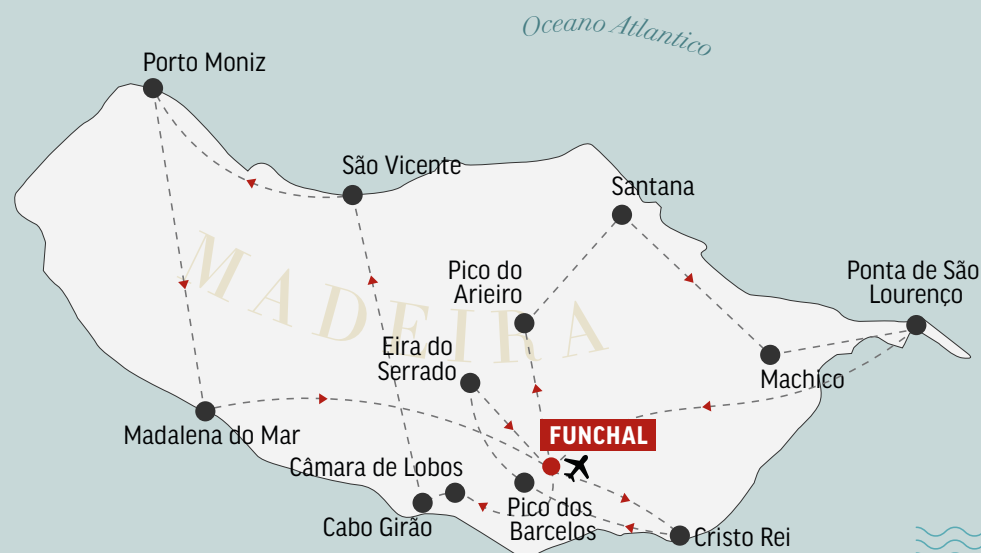 Oceano Atlantico
Porto Moniz
São Vicente
Santana
Pico do
Arieiro
Ponta de São
Lourenço
MADEIRA
Eira do
Serrado
Machico
Madalena do Mar
FUNCHAL
Câmara de Lobos
Cabo Girão
Pico dos
Barcelos
Cristo Rei